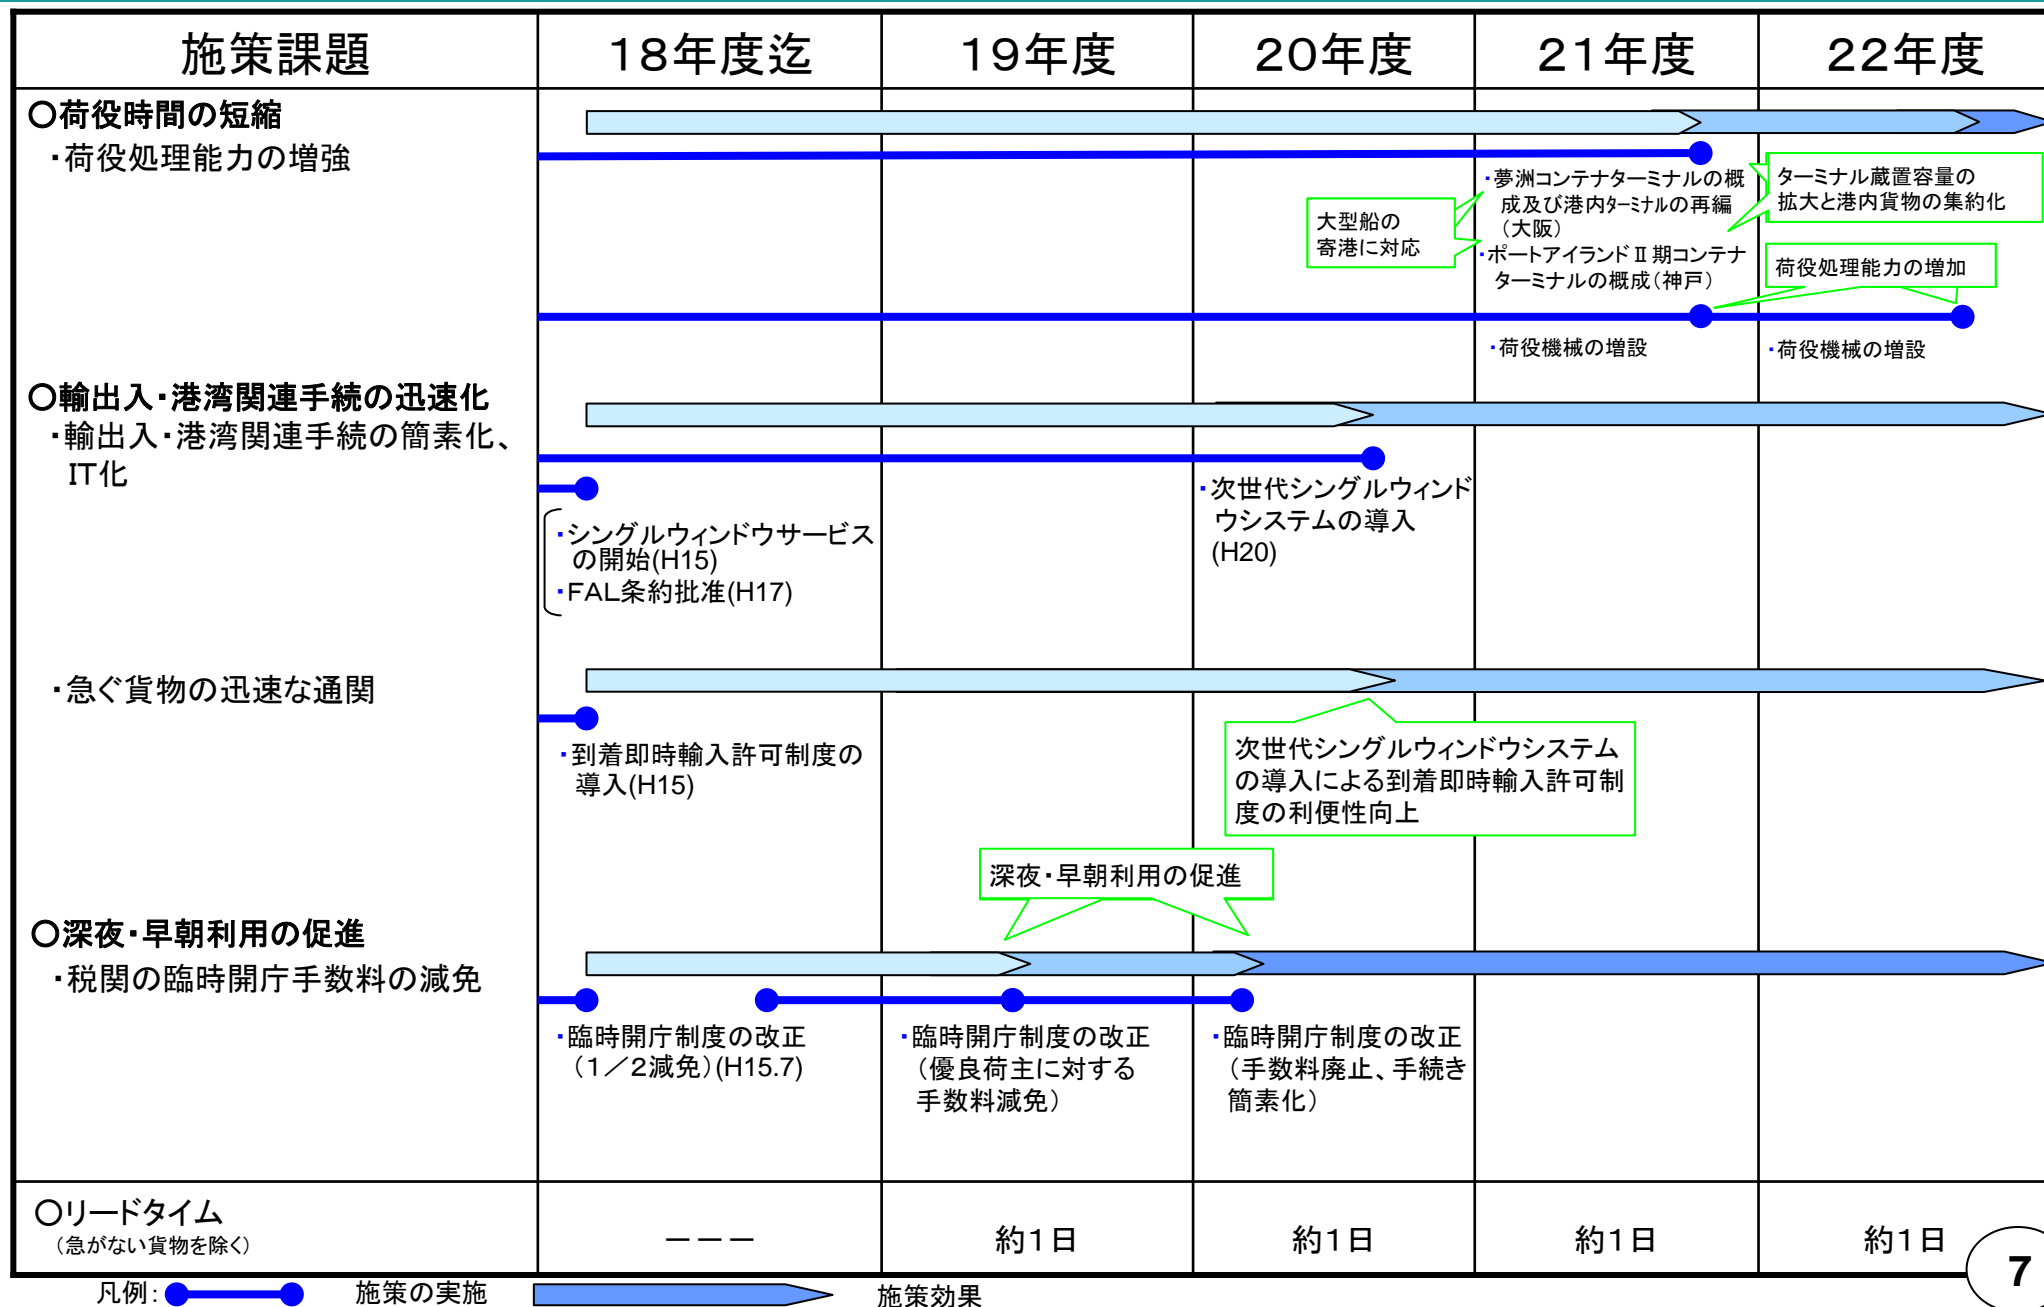 施策課題
18年度迄
19年度
20年度
21年度
22年度
○荷役時間の短縮
・荷役処理能力の増強
大型船の
寄港に対応
・夢洲コンテナターミナルの概
成及び港内ターミナルの再編
（大阪）
・ポートアイランドⅡ期コンテナ
ターミナルの概成（神戸）
ターミナル蔵置容量の
拡大と港内貨物の集約化
荷役処理能力の増加
・荷役機械の増設
・荷役機械の増設
○輸出入・港湾関連手続の迅速化
・輸出入・港湾関連手続の簡素化、
IT化
・シングルウィンドウサービス
の開始(H15)
・FAL条約批准(H17)
・次世代シングルウィンド
ウシステムの導入
(H20)
・急ぐ貨物の迅速な通関
・到着即時輸入許可制度の
導入(H15)
次世代シングルウィンドウシステム
の導入による到着即時輸入許可制
度の利便性向上
深夜・早朝利用の促進
○深夜・早朝利用の促進
・税関の臨時開庁手数料の減免
・臨時開庁制度の改正
（1／2減免）(H15.7)
・臨時開庁制度の改正
（優良荷主に対する
手数料減免）
・臨時開庁制度の改正
（手数料廃止、手続き
簡素化）
○リードタイム
（急がない貨物を除く）
−−−
約1日
約1日
約1日
約1日
7
凡例：
施策の実施
施策効果